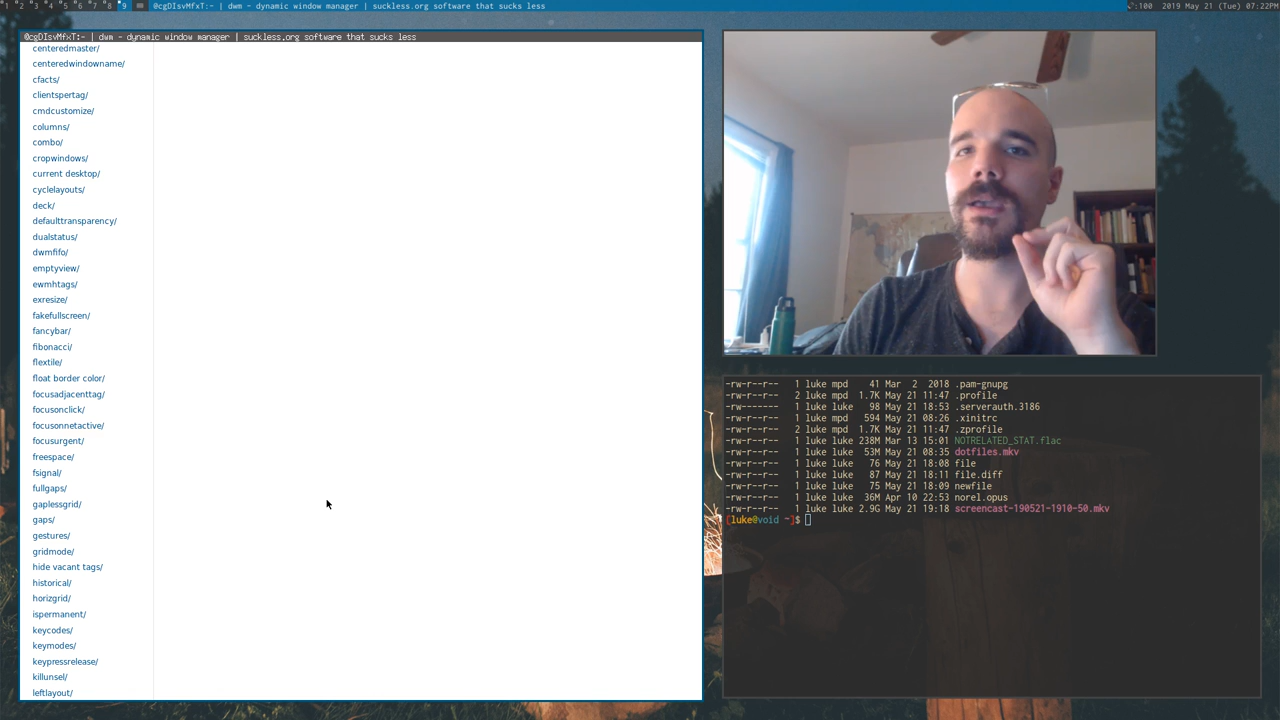 1 2 3 4 5 6 7 8 9 @cgDIsvMfxT:- | dwm - dynamic window manager | suckless.org software that sucks less
:100 2019 May 21 (Tue) 07:22PM
@cgDIsvMfxT:- | dwm - dynamic window manager | suckless.org software that sucks less
centeredmaster/
centeredwindowname/
cfacts/
clientspertag/
cmdcustomize/
columns/
combo/
cropwindows/
current desktop/
cyclelayouts/
deck/
defaulttransparency/
dualstatus/
dwmfifo/
emptyview/
ewmhtags/
exresize/
fakefullscreen/
fancybar/
fibonacci/
flextile/
float border color/
focusadjacenttag/
focusonclick/
focusonnetactive/
focusurgent/
freespace/
fsignal/
fullgaps/
gaplessgrid/
gaps/
gestures/
gridmode/
hide vacant tags/
historical/
horizgrid/
ispermanent/
keycodes/
keymodes/
keypressrelease/
killunsel/
leftlayout/
-rw-r--r-- 1 luke mpd 41 Mar 2 2018 .pam-gnupg
-rw-r--r-- 2 luke mpd 1.7K May 21 11:47 .profile
-rw------- 1 luke luke 98 May 21 18:53 .serverauth.3186
-rw-r--r-- 1 luke mpd 594 May 21 08:26 .xinitrc
-rw-r--r-- 2 luke mpd 1.7K May 21 11:47 .zprofile
-rw-r--r-- 1 luke luke 238M Mar 13 15:01 NOTRELATED_STAT.flac
-rw-r--r-- 1 luke luke 53M May 21 08:35 dotfiles.mkv
-rw-r--r-- 1 luke luke 76 May 21 18:08 file
-rw-r--r-- 1 luke luke 87 May 21 18:11 file.diff
-rw-r--r-- 1 luke luke 75 May 21 18:09 newfile
-rw-r--r-- 1 luke luke 36M Apr 10 22:53 norel.opus
-rw-r--r-- 1 luke luke 2.9G May 21 19:18 screencast-190521-1910-50.mkv
[luke@void ~]$